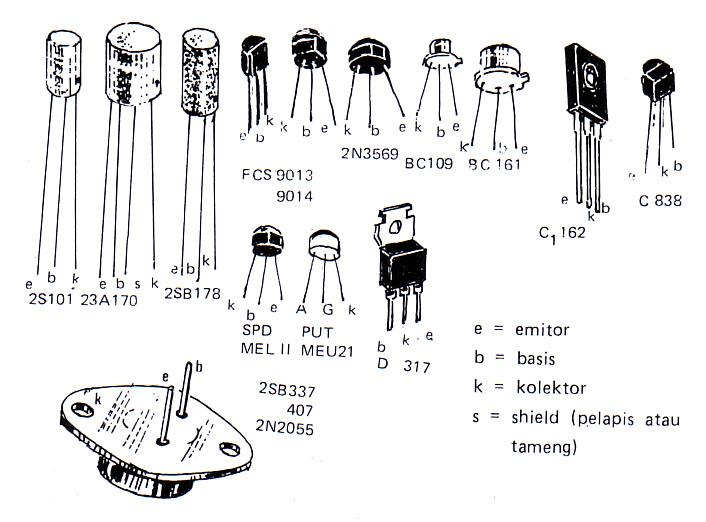 e b k
2S101
e b s k
23A170
e b k
2SB178
e b k
k b e
FCS 9013
9014
k b e
2N3569
k b e
BC109
k b e
BC 161
e k b
C1 162
e k b
C 838
k b e
SPD
MEL II
A G k
PUT
MEU21
b k e
D 317
k e b
2SB337
407
2N2055
e = emitor
b = basis
k = kolektor
s = shield (pelapis atau
tameng)